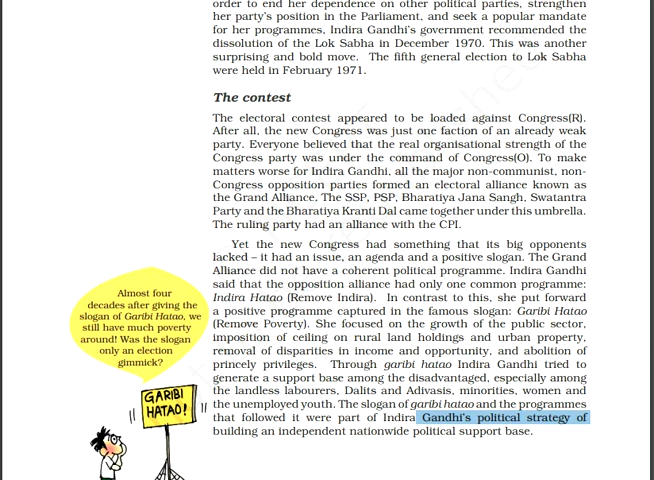 order to end her dependence on other political parties, strengthen
her party's position in the Parliament, and seek a popular mandate
for her programmes, Indira Gandhi's government recommended the
dissolution of the Lok Sabha in December 1970. This was another
surprising and bold move. The fifth general election to Lok Sabha
were held in February 1971.
The contest
The electoral contest appeared to be loaded against Congress(R).
After all, the new Congress was just one faction of an already weak
party. Everyone believed that the real organisational strength of the
Congress party was under the command of Congress(O). To make
matters worse for Indira Gandhi, all the major non-communist, non-
Congress opposition parties formed an electoral alliance known as
the Grand Alliance. The SSP, PSP, Bharatiya Jana Sangh, Swatantra
Party and the Bharatiya Kranti Dal came together under this umbrella.
The ruling party had an alliance with the CPI.
Yet the new Congress had something that its big opponents
lacked – it had an issue, an agenda and a positive slogan. The Grand
Alliance did not have a coherent political programme. Indira Gandhi
said that the opposition alliance had only one common programme:
Indira Hatao (Remove Indira). In contrast to this, she put forward
a positive programme captured in the famous slogan: Garibi Hatao
(Remove Poverty). She focused on the growth of the public sector,
imposition of ceiling on rural land holdings and urban property,
removal of disparities in income and opportunity, and abolition of
princely privileges. Through garibi hatao Indira Gandhi tried to
generate a support base among the disadvantaged, especially among
the landless labourers, Dalits and Adivasis, minorities, women and
the unemployed youth. The slogan of garibi hatao and the programmes
that followed it were part of Indira Gandhi's political strategy of
building an independent nationwide political support base.
Almost four
decades after giving the
slogan of Garibi Hatao, we
still have much poverty
around! Was the slogan
only an election
gimmick?
GARIBI
HATAO!